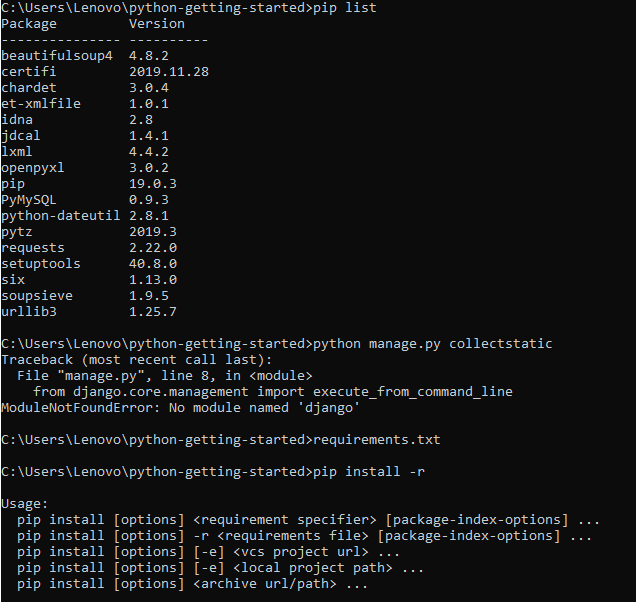 C:\Users\Lenovo\python-getting-started>pip list
Package         Version
--------------- ----------
beautifulsoup4  4.8.2
certifi         2019.11.28
chardet         3.0.4
et-xmlfile      1.0.1
idna            2.8
jdcal           1.4.1
lxml            4.4.2
openpyxl        3.0.2
pip             19.0.3
PyMySQL         0.9.3
python-dateutil 2.8.1
pytz            2019.3
requests        2.22.0
setuptools      40.8.0
six             1.13.0
soupsieve       1.9.5
urllib3         1.25.7
C:\Users\Lenovo\python-getting-started>python manage.py collectstatic
Traceback (most recent call last):
  File "manage.py", line 8, in <module>
    from django.core.management import execute_from_command_line
ModuleNotFoundError: No module named 'django'
C:\Users\Lenovo\python-getting-started>requirements.txt
C:\Users\Lenovo\python-getting-started>pip install -r
Usage:
  pip install [options] <requirement specifier> [package-index-options] ...
  pip install [options] -r <requirements file> [package-index-options] ...
  pip install [options] [-e] <vcs project url> ...
  pip install [options] [-e] <local project path> ...
  pip install [options] <archive url/path> ...